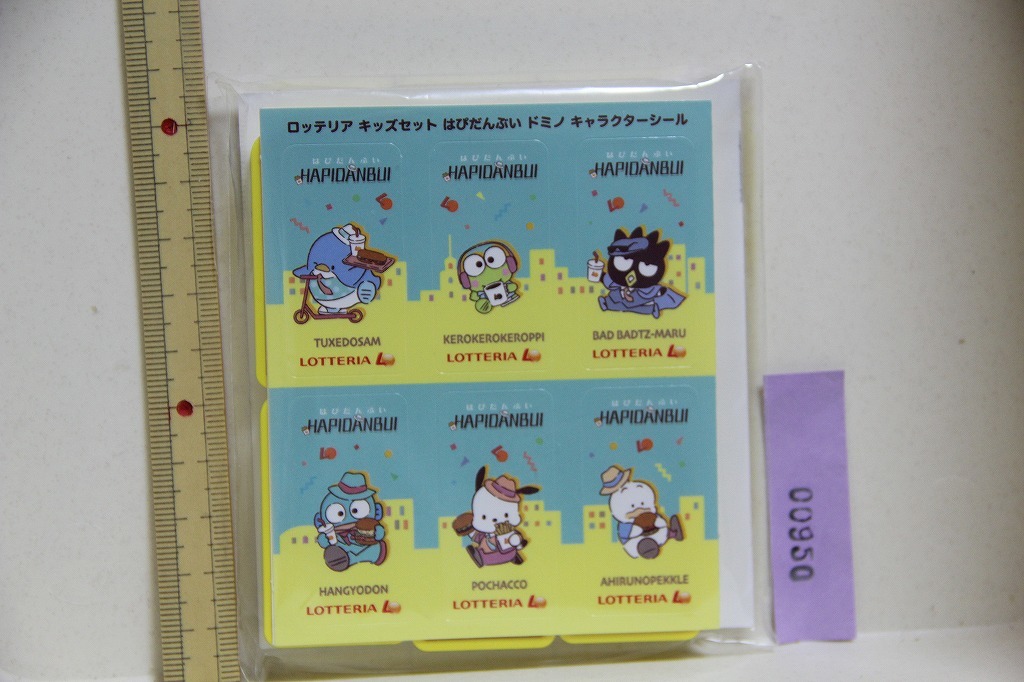 ロッテリア キッズセット はぴだんぶい ドミノ キャラクターシール
はぴだんぶい
HAPIDANBUI
TUXEDOSAM
LOTTERIA
はぴだんぶい
HAPIDANBUI
KEROKEROKEROPPI
LOTTERIA
はぴだんぶい
HAPIDANBUI
BAD BADTZ-MARU
LOTTERIA
はぴだんぶい
HAPIDANBUI
HANGYODON
LOTTERIA
はぴだんぶい
HAPIDANBUI
POCHACCO
LOTTERIA
はぴだんぶい
HAPIDANBUI
AHIRUNOPEKKLE
LOTTERIA
00950